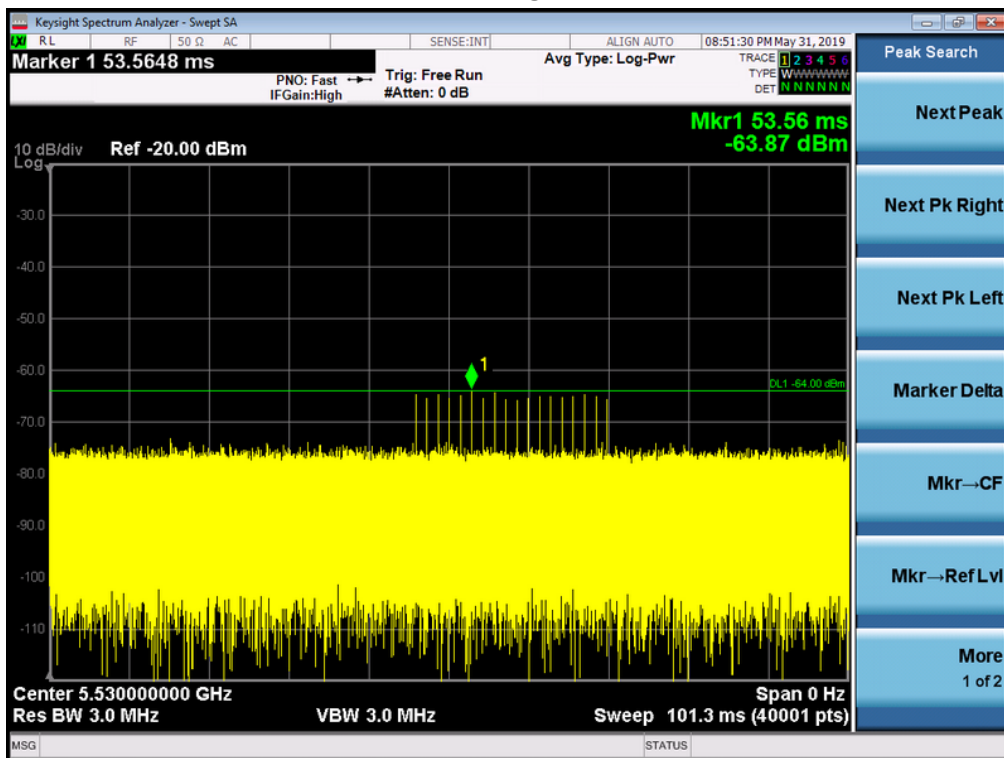 Keysight Spectrum Analyzer - Swept SA
LXI RL RF 50 Ω AC SENSE:INT ALIGN AUTO 08:51:30 PM May 31, 2019
Marker 1 53.5648 ms
PNO: Fast
IFGain:High
Trig: Free Run
#Atten: 0 dB
Avg Type: Log-Pwr
TRACE 1 2 3 4 5 6
TYPE WWWWWW
DET N N N N N N
Mkr1 53.56 ms
-63.87 dBm
10 dB/div Ref -20.00 dBm
Log
-30.0
-40.0
-50.0
-60.0
-70.0
-80.0
-90.0
-100
-110
1
DL1 -64.00 dBm
Center 5.530000000 GHz Span 0 Hz
Res BW 3.0 MHz VBW 3.0 MHz Sweep 101.3 ms (40001 pts)
MSG STATUS
Peak Search
Next Peak
Next Pk Right
Next Pk Left
Marker Delta
Mkr→CF
Mkr→Ref Lvl
More
1 of 2